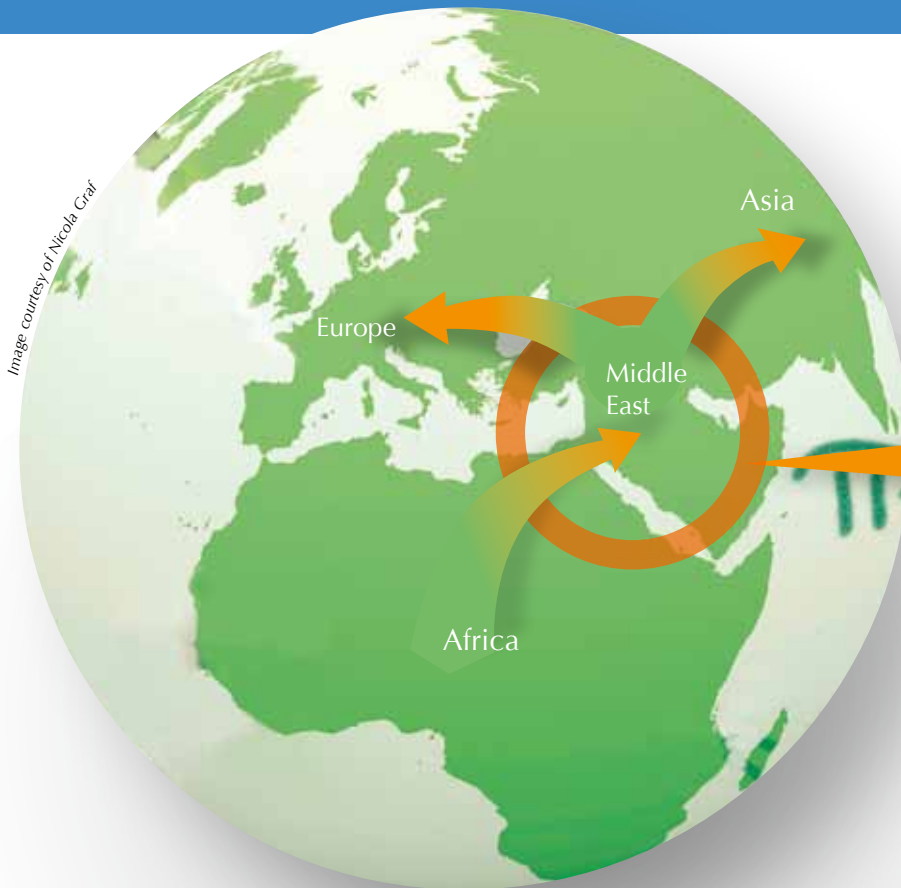 Image courtesy of Nicola Graf
Asia
Europe
Middle
East
Africa